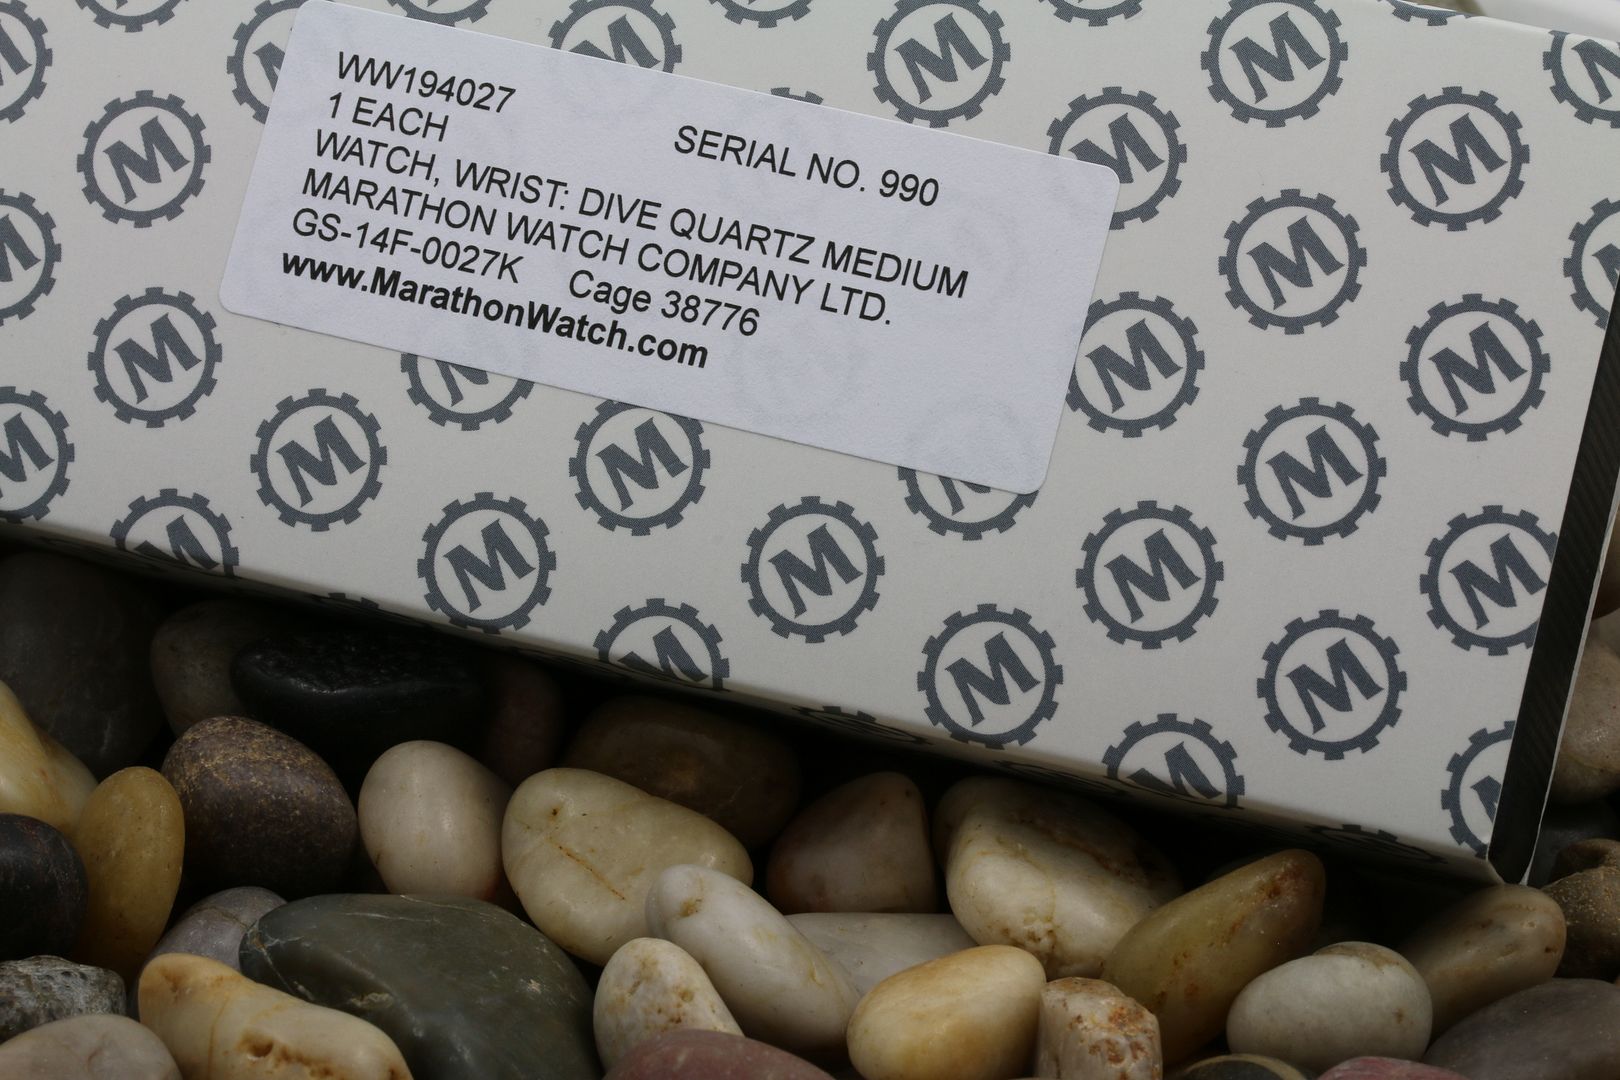 WW194027
1 EACH SERIAL NO. 990
WATCH, WRIST: DIVE QUARTZ MEDIUM
MARATHON WATCH COMPANY LTD.
GS-14F-0027K Cage 38776
www.MarathonWatch.com